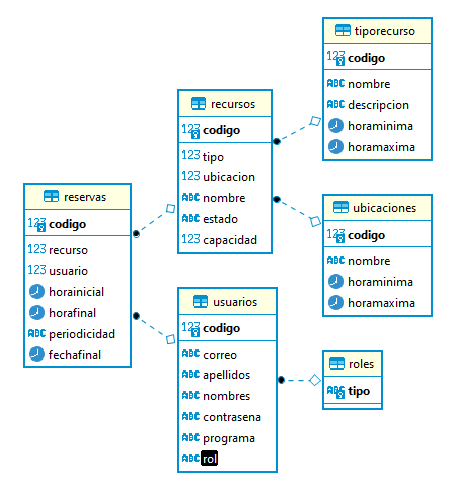 tiporecurso
123 codigo
ABC nombre
ABC descripcion
horaminima
horamaxima
recursos
123 codigo
123 tipo
123 ubicacion
ABC nombre
ABC estado
123 capacidad
reservas
123 codigo
123 recurso
123 usuario
horainicial
horafinal
ABC periodicidad
fechafinal
ubicaciones
123 codigo
ABC nombre
horaminima
horamaxima
usuarios
123 codigo
ABC correo
ABC apellidos
ABC nombres
ABC contrasena
ABC programa
ABC rol
roles
ABC tipo